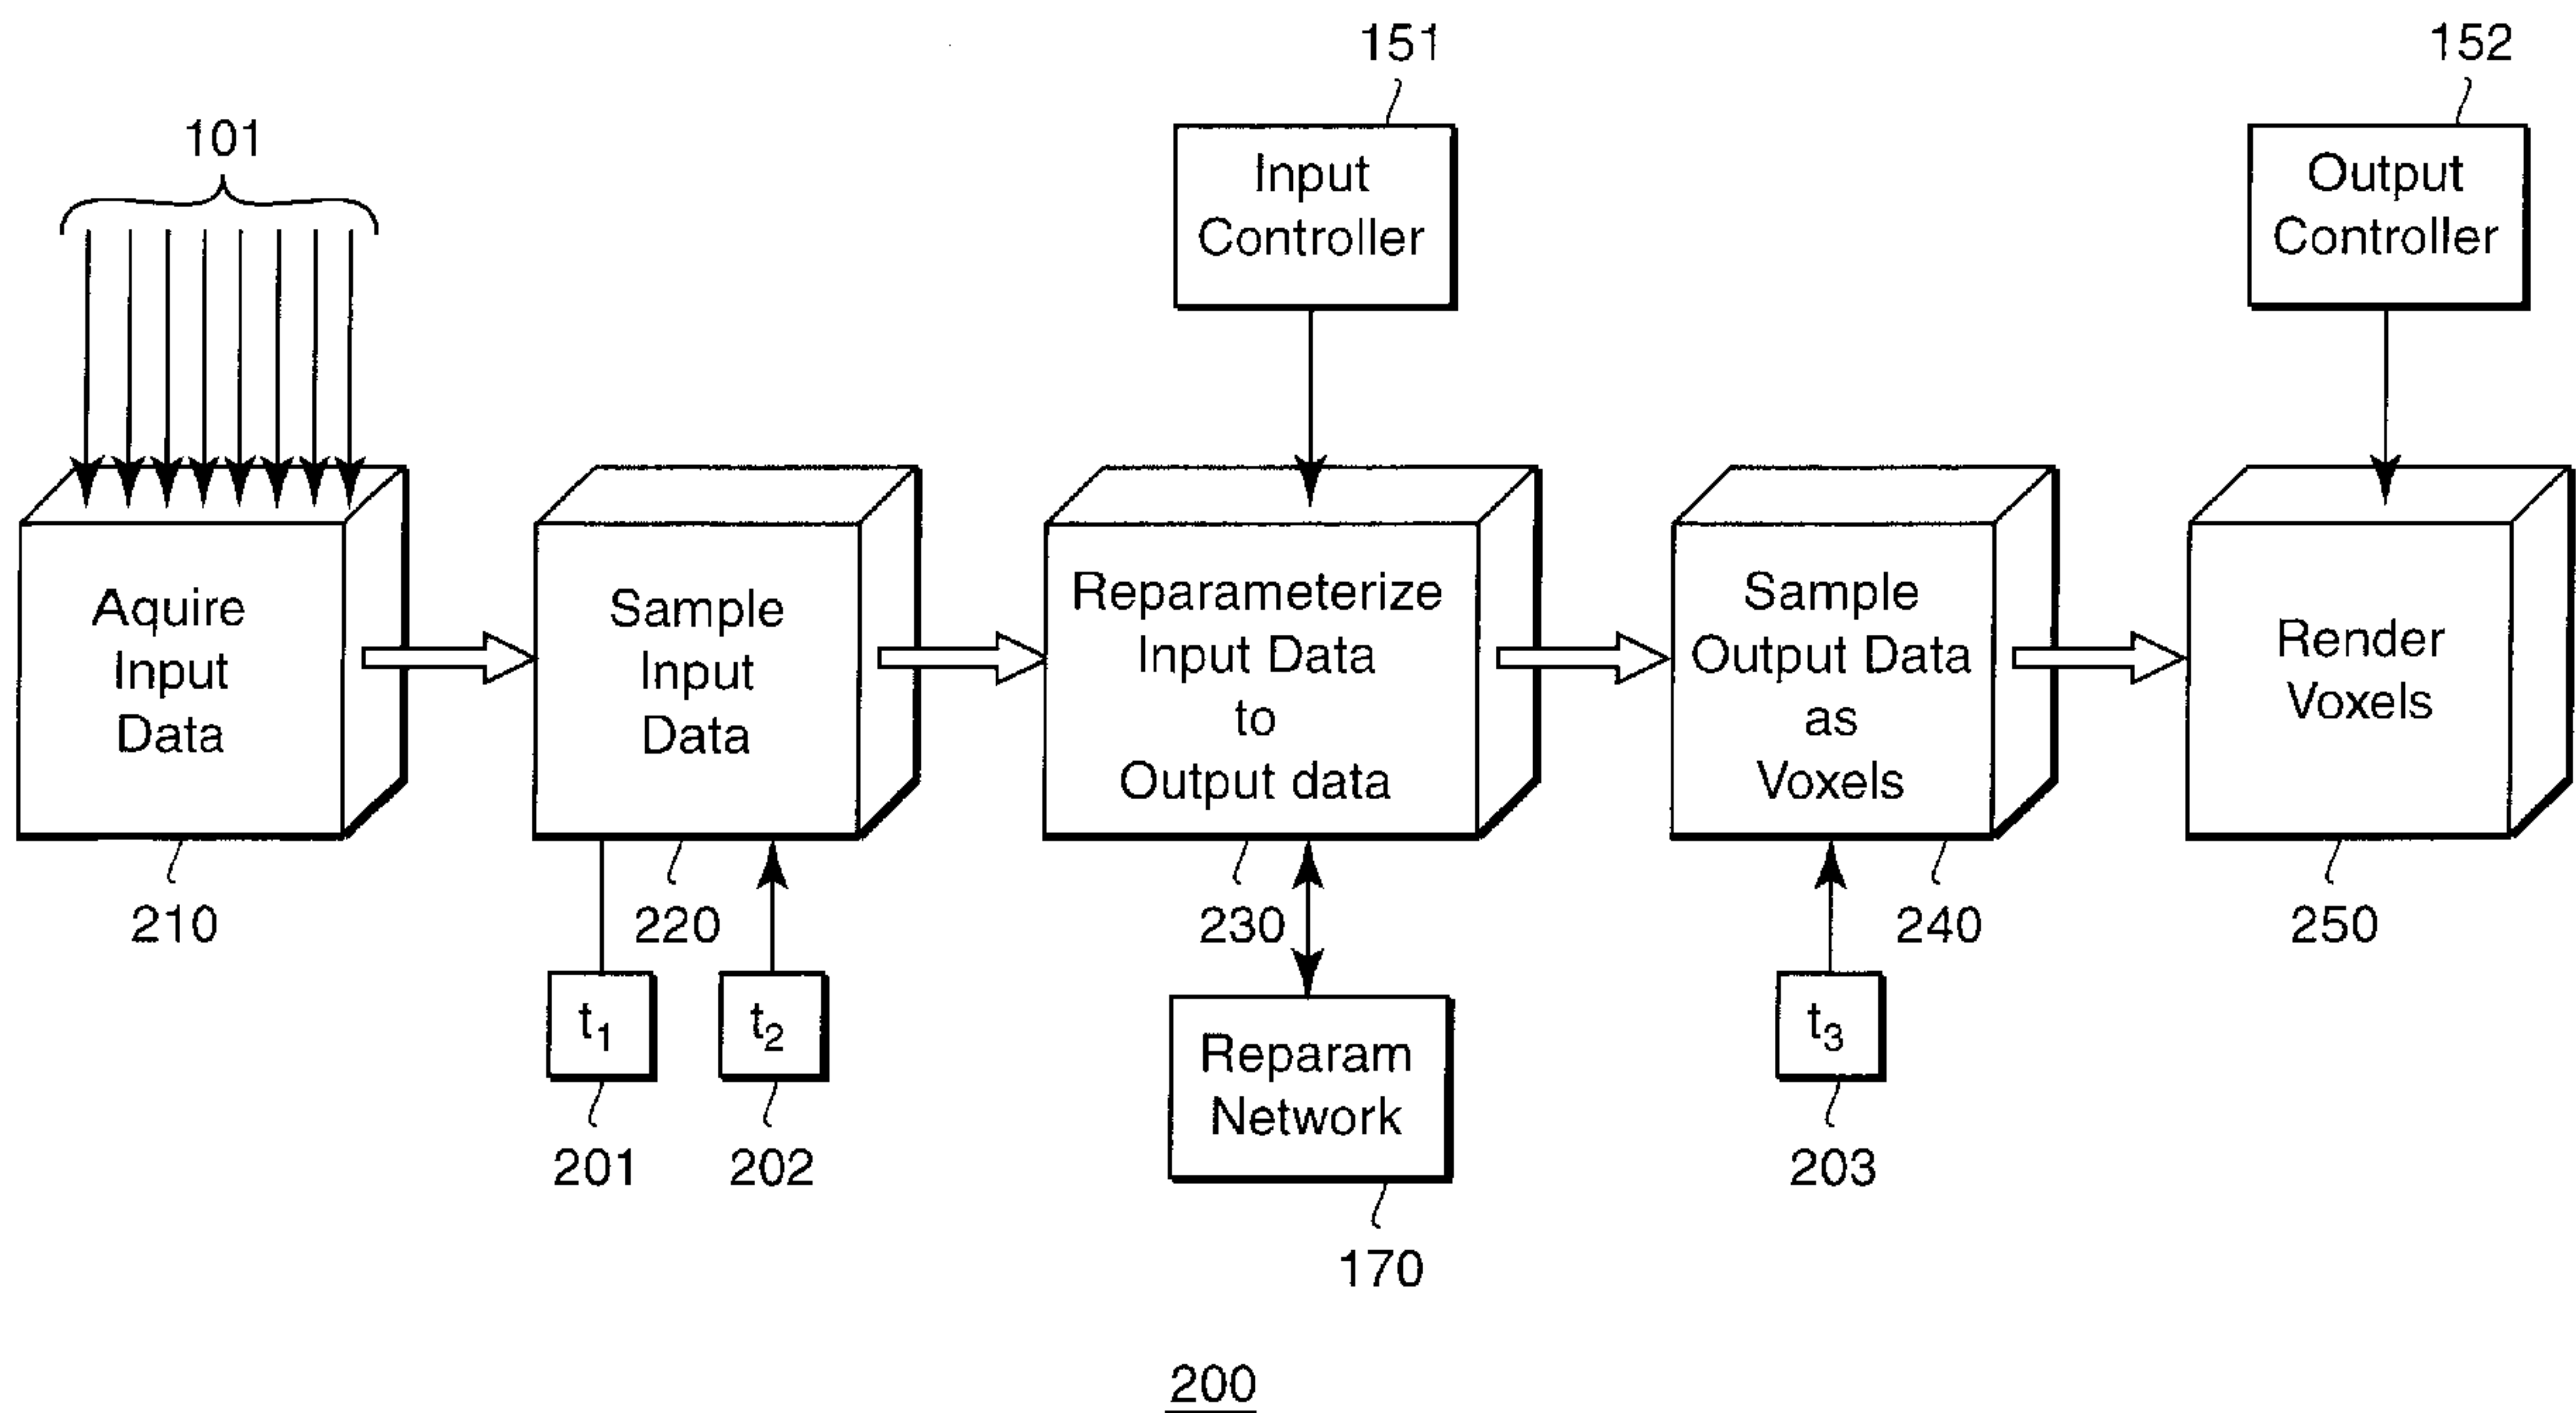 151
152
101
Input
Controller
Output
Controller
Aquire
Input
Data
Sample
Input
Data
Reparameterize
Input Data
to
Output data
Sample
Output Data
as
Voxels
Render
Voxels
210
220
230
240
250
t1
t2
t3
201
202
203
Reparam
Network
170
200